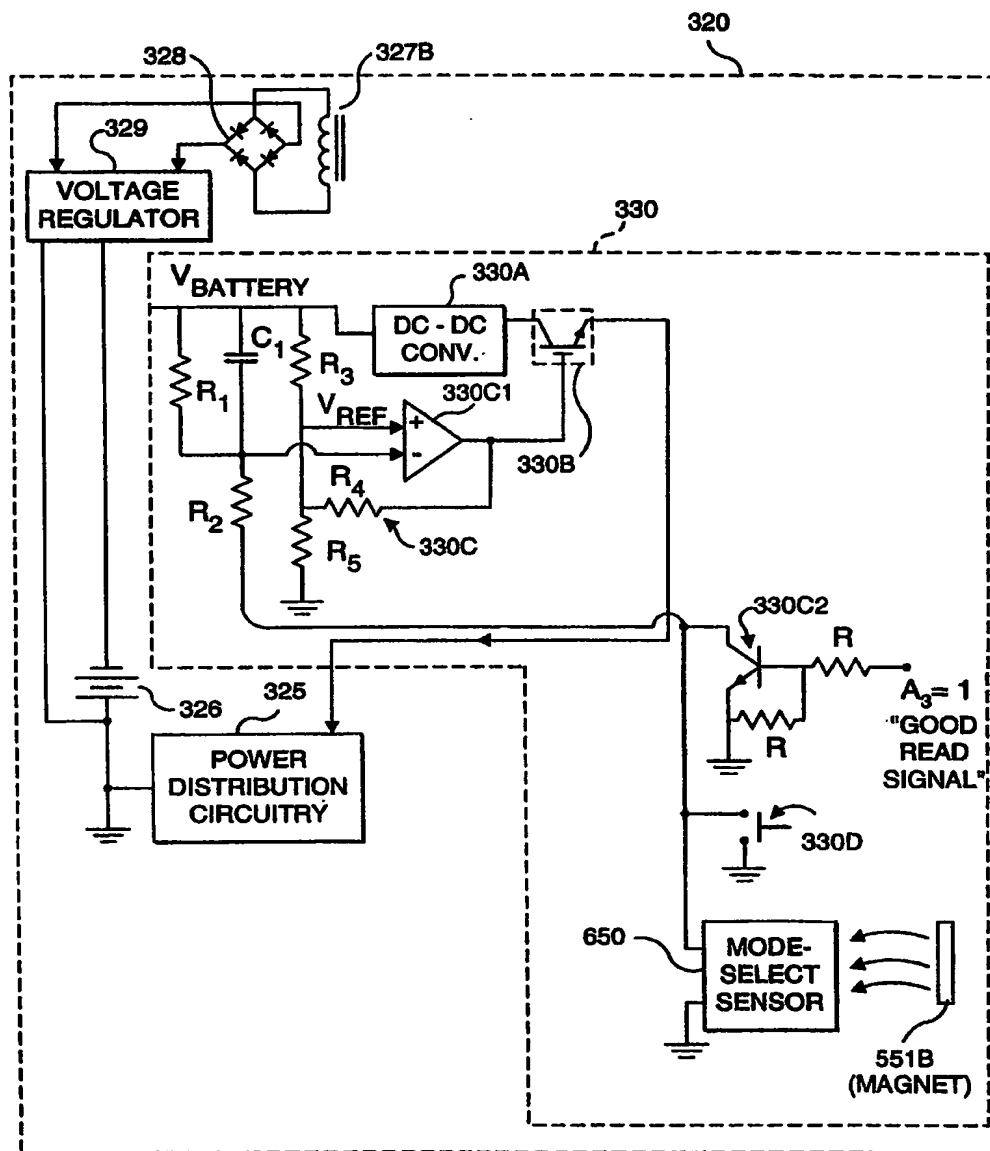 320
328
327B
329
VOLTAGE
REGULATOR
330
V BATTERY
330A
DC - DC
CONV.
C1
R3
R1
330C1
VREF
+
-
330B
R4
R2
330C
R5
330C2
R
A3= 1
"GOOD
READ
SIGNAL"
R
326
325
POWER
DISTRIBUTION
CIRCUITRY
330D
650
MODE-
SELECT
SENSOR
551B
(MAGNET)